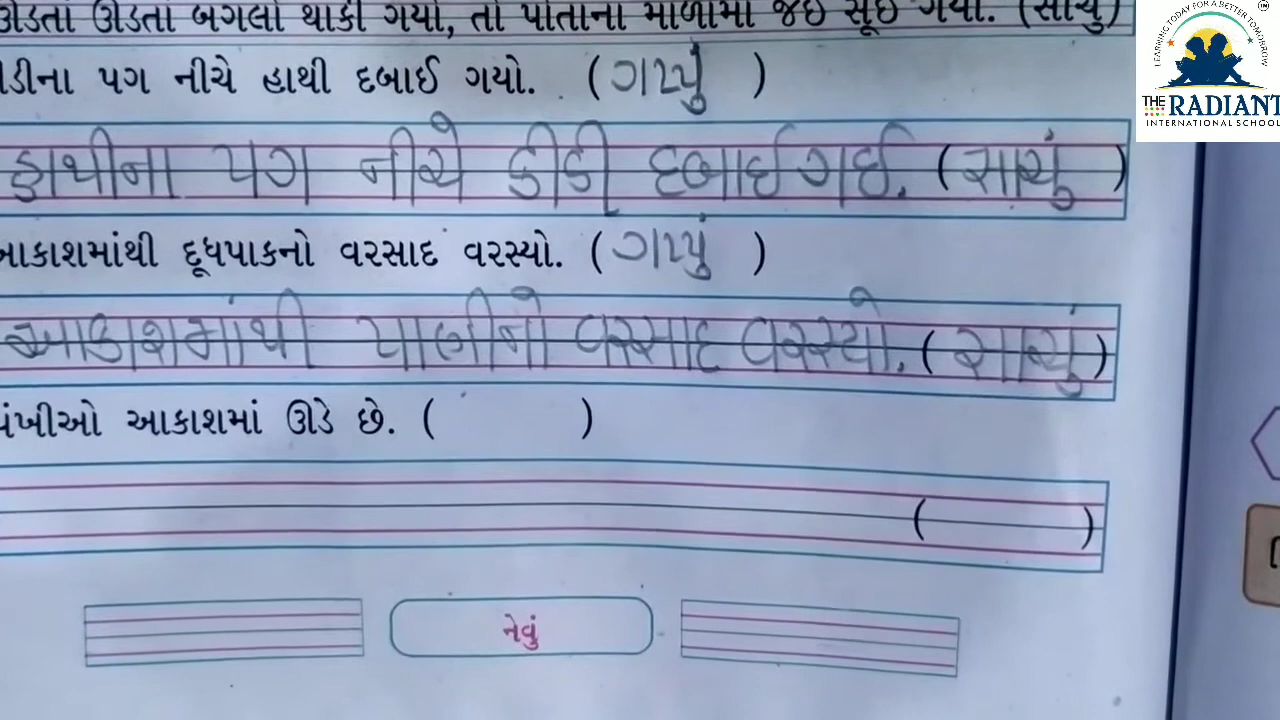 ઊડતા ઊડતા બગલો થાકી ગયો, તો પોતાના માળામાં જઈ સૂઈ ગયો. (સાચું)
ડીના પગ નીચે હાથી દબાઈ ગયો. (ગપ્પું)
હાથીના પગ નીચે કીડી દબાઈ ગઈ. (સાચું)
આકાશમાંથી દૂધપાકનો વરસાદ વરસ્યો. (ગપ્પું)
આકાશમાંથી પાણીનો વરસાદ વરસ્યો. (સાચું)
પંખીઓ આકાશમાં ઊડે છે. ( )
( )
નેવું
LEARNING TODAY FOR A BETTER TOMORROW
THE RADIANT
INTERNATIONAL SCHOOL